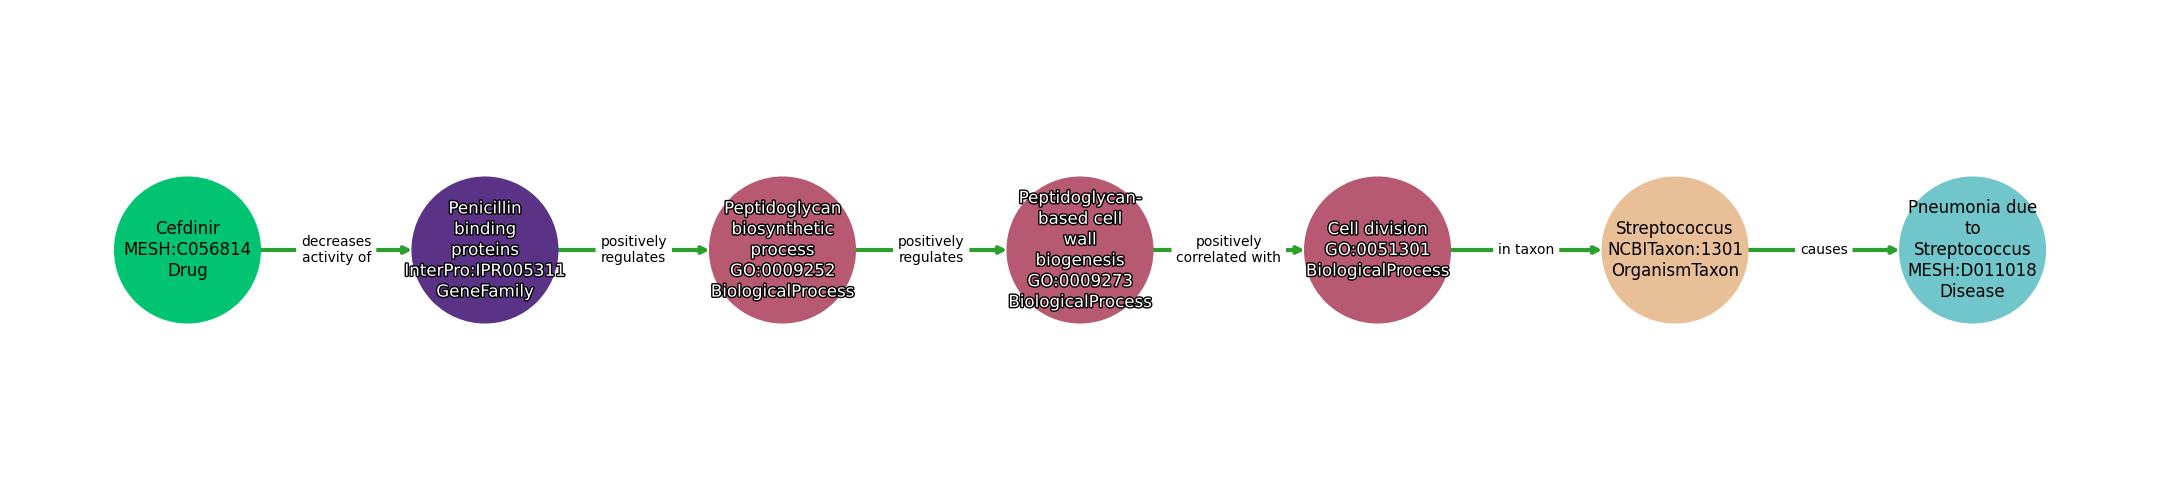 Cefdinir
MESH:C056814
Drug
decreases
activity of
Penicillin
binding
proteins
InterPro:IPR005311
GeneFamily
positively
regulates
Peptidoglycan
biosynthetic
process
GO:0009252
BiologicalProcess
positively
regulates
Peptidoglycan-
based cell
wall
biogenesis
GO:0009273
BiologicalProcess
positively
correlated with
Cell division
GO:0051301
BiologicalProcess
in taxon
Streptococcus
NCBITaxon:1301
OrganismTaxon
causes
Pneumonia due
to
Streptococcus
MESH:D011018
Disease